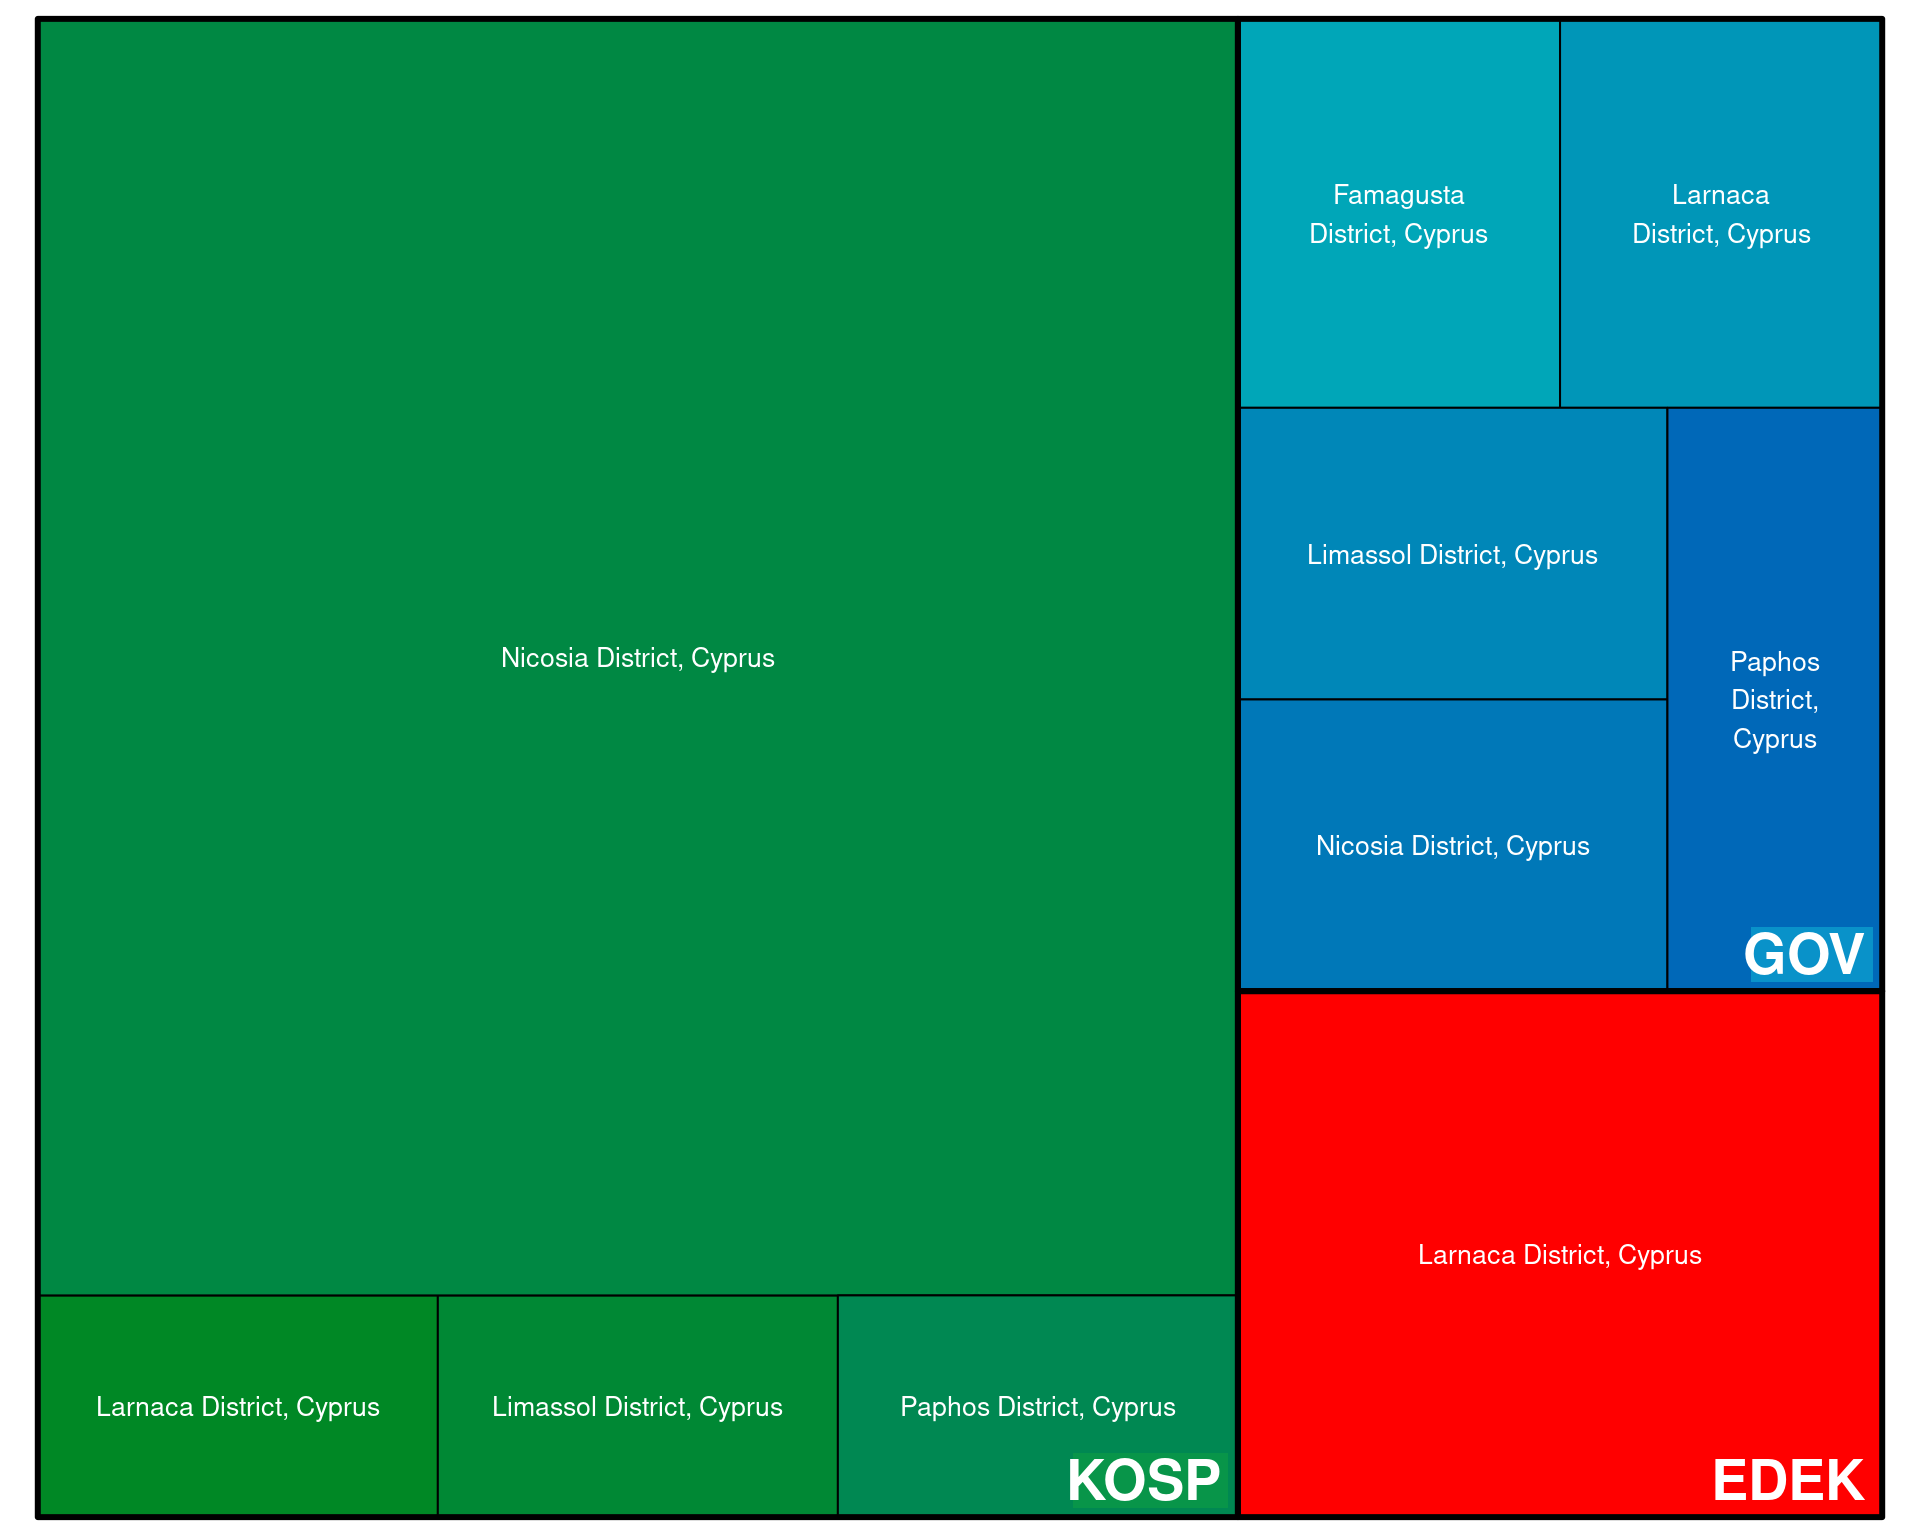 Nicosia District, Cyprus
Larnaca District, Cyprus
Limassol District, Cyprus
Paphos District, Cyprus
KOSP
Famagusta
District, Cyprus
Larnaca
District, Cyprus
Limassol District, Cyprus
Nicosia District, Cyprus
Paphos
District,
Cyprus
GOV
Larnaca District, Cyprus
EDEK